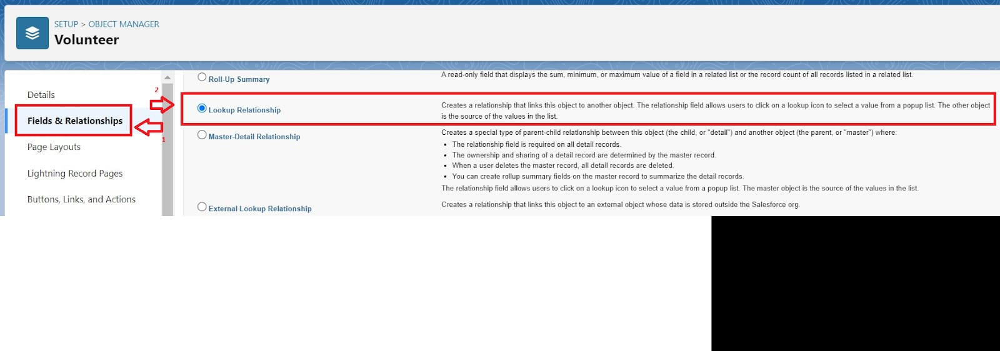 SETUP > OBJECT MANAGER
Volunteer
Details
Fields & Relationships
Page Layouts
Lightning Record Pages
Buttons, Links, and Actions
2
1
Roll-Up Summary
A read-only field that displays the sum, minimum, or maximum value of a field in a related list or the record count of all records listed in a related list.
Lookup Relationship
Creates a relationship that links this object to another object. The relationship field allows users to click on a lookup icon to select a value from a popup list. The other object
is the source of the values in the list.
Master-Detail Relationship
Creates a special type of parent-child relationship between this object (the child, or "detail") and another object (the parent, or "master") where:
• The relationship field is required on all detail records.
• The ownership and sharing of a detail record are determined by the master record.
• When a user deletes the master record, all detail records are deleted.
• You can create rollup summary fields on the master record to summarize the detail records.
The relationship field allows users to click on a lookup icon to select a value from a popup list. The master object is the source of the values in the list.
External Lookup Relationship
Creates a relationship that links this object to an external object whose data is stored outside the Salesforce org.